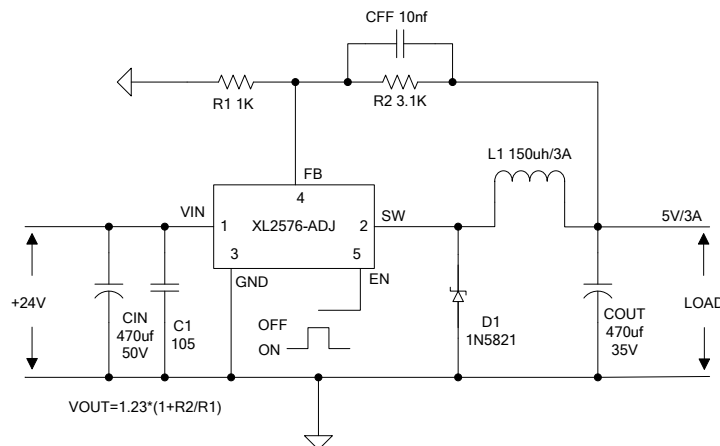 CFF 10nf
R1 1K
R2 3.1K
L1 150uh/3A
FB
4
VIN
1
XL2576-ADJ
2
SW
5V/3A
3
5
GND
EN
+24V
CIN
470uf
50V
C1
105
OFF
ON
D1
1N5821
COUT
470uf
35V
LOAD
VOUT=1.23*(1+R2/R1)